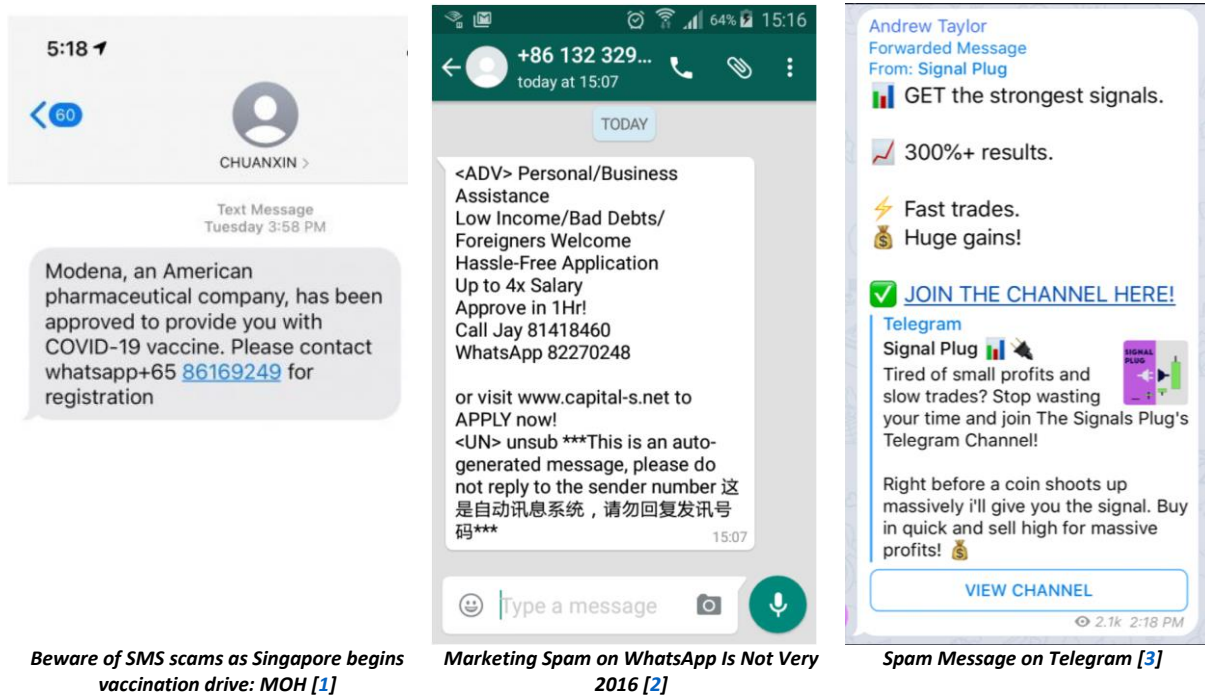 5:18
60
CHUANXIN >
Text Message
Tuesday 3:58 PM
Modena, an American
pharmaceutical company, has been
approved to provide you with
COVID-19 vaccine. Please contact
whatsapp+65 86169249 for
registration
Beware of SMS scams as Singapore begins
vaccination drive: MOH [1]
64% 15:16
+86 132 329...
today at 15:07
TODAY
<ADV> Personal/Business
Assistance
Low Income/Bad Debts/
Foreigners Welcome
Hassle-Free Application
Up to 4x Salary
Approve in 1Hr!
Call Jay 81418460
WhatsApp 82270248
or visit www.capital-s.net to
APPLY now!
<UN> unsub ***This is an auto-
generated message, please do
not reply to the sender number 这
是自动讯息系统，请勿回复发讯号
码***
15:07
Type a message
Marketing Spam on WhatsApp Is Not Very
2016 [2]
Andrew Taylor
Forwarded Message
From: Signal Plug
📊 GET the strongest signals.
📈 300%+ results.
⚡ Fast trades.
💰 Huge gains!
✅ JOIN THE CHANNEL HERE!
Telegram
Signal Plug 📊 🔌
SIGNAL
PLUG
Tired of small profits and
slow trades? Stop wasting
your time and join The Signals Plug's
Telegram Channel!
Right before a coin shoots up
massively i'll give you the signal. Buy
in quick and sell high for massive
profits! 💰
VIEW CHANNEL
2.1k 2:18 PM
Spam Message on Telegram [3]